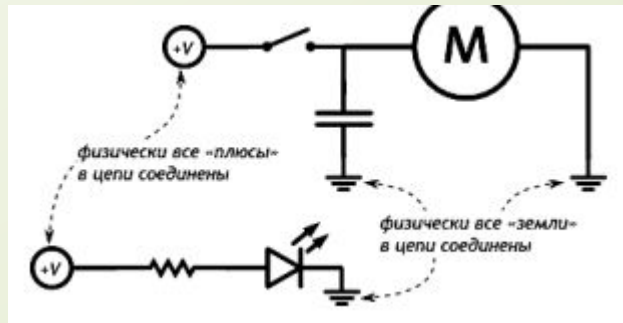 +V
M
физически все «плюсы»
в цепи соединены
физически все «земли»
в цепи соединены
+V